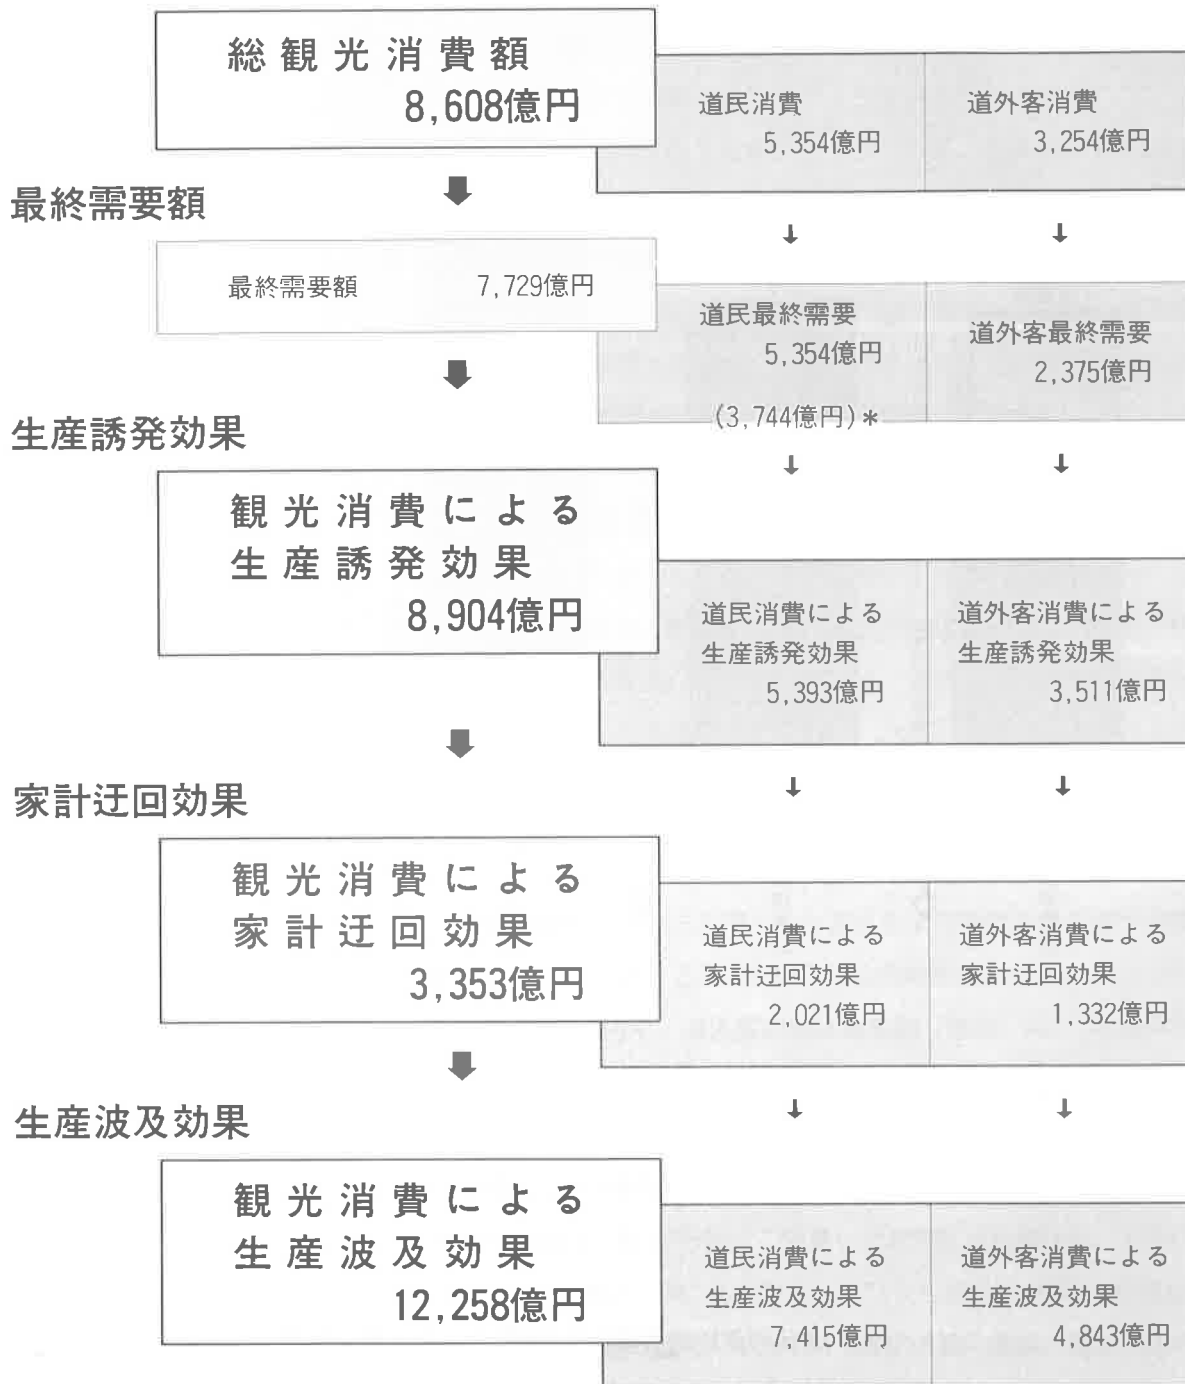 総観光消費額
8,608億円
道民消費
5,354億円
道外客消費
3,254億円
最終需要額
最終需要額 7,729億円
道民最終需要
5,354億円
(3,744億円)*
道外客最終需要
2,375億円
生産誘発効果
観光消費による
生産誘発効果
8,904億円
道民消費による
生産誘発効果
5,393億円
道外客消費による
生産誘発効果
3,511億円
家計迂回効果
観光消費による
家計迂回効果
3,353億円
道民消費による
家計迂回効果
2,021億円
道外客消費による
家計迂回効果
1,332億円
生産波及効果
観光消費による
生産波及効果
12,258億円
道民消費による
生産波及効果
7,415億円
道外客消費による
生産波及効果
4,843億円